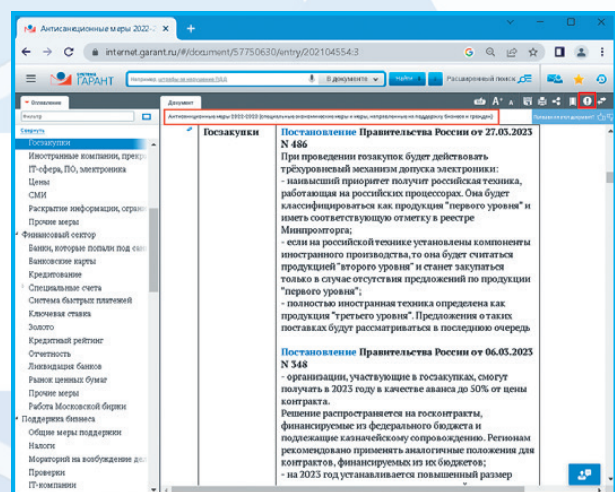 Антисанкционные меры 2022-2
internet.garant.ru/#/document/57750630/entry/202104554:3
СИСТЕМА
ГАРАНТ
Например, штрафы за нарушение ПДД
В документе
Найти
Расширенный поиск
Оглавление
Документ
Фильтр
Антисанкционные меры 2022-2023 (специальные экономические меры и меры, направленные на поддержку бизнеса и граждан)
Свернуть
Госзакупки
Иностранные компании, прекр
IT-сфера, ПО, электроника
Цены
СМИ
Раскрытие информации, ограни
Прочие меры
Финансовый сектор
Банки, которые попали под сан
Банковские карты
Кредитование
Специальные счета
Система быстрых платежей
Ключевая ставка
Золото
Кредитный рейтинг
Отчетность
Ликвидация банков
Рынок ценных бумаг
Прочие меры
Работа Московской биржи
Поддержка бизнеса
Общие меры поддержки
Налоги
Мораторий на возбуждение дел
Проверки
IT-компании
Госзакупки
Постановление Правительства России от 27.03.2023
N 486
При проведении гозакупок будет действовать
трёхуровневый механизм допуска электроники:
- наивысший приоритет получит российская техника,
работающая на российских процессорах. Она будет
классифицироваться как продукция "первого уровня" и
иметь соответствующую отметку в реестре
Минпромторга;
- если на российской технике установлены компоненты
иностранного производства, то она будет считаться
продукцией "второго уровня" и станет закупаться
только в случае отсутствия предложений по продукции
"первого уровня";
- полностью иностранная техника определена как
продукция "третьего уровня". Предложения о таких
поставках будут рассматриваться в последнюю очередь
Постановление Правительства России от 06.03.2023
N 348
- организации, участвующие в госзакупках, смогут
получать в 2023 году в качестве аванса до 50% от цены
контракта.
Решение распространяется на госконтракты,
финансируемые из федерального бюджета и
подлежащие казначейскому сопровождению. Регионам
рекомендовано применять аналогичные положения для
контрактов, финансируемых из их бюджетов;
- на 2023 год устанавливается повышенный размер